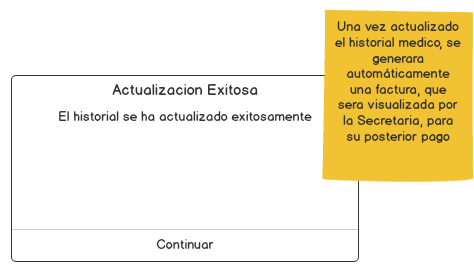 Actualizacion Exitosa
El historial se ha actualizado exitosamente
Continuar
Una vez actualizado
el historial medico, se
generara
automáticamente
una factura, que
sera visualizada por
la Secretaria, para
su posterior pago